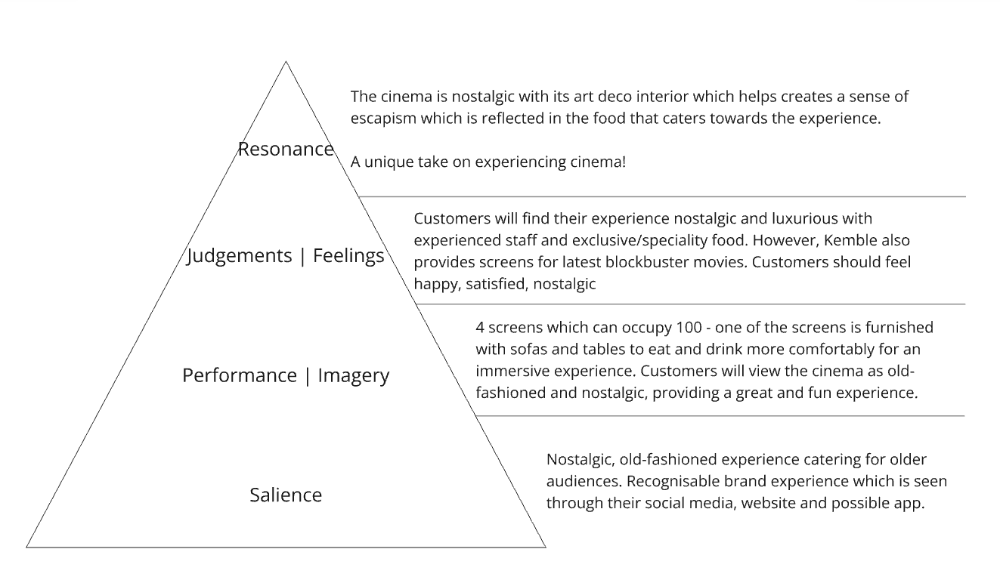 The cinema is nostalgic with its art deco interior which helps creates a sense of
escapism which is reflected in the food that caters towards the experience.
Resonance
A unique take on experiencing cinema!
Customers will find their experience nostalgic and luxurious with
experienced staff and exclusive/speciality food. However, Kemble also
Judgements | Feelings
provides screens for latest blockbuster movies. Customers should feel
happy, satisfied, nostalgic
4 screens which can occupy 100 - one of the screens is furnished
with sofas and tables to eat and drink more comfortably for an
Performance | Imagery
immersive experience. Customers will view the cinema as old-
fashioned and nostalgic, providing a great and fun experience.
Nostalgic, old-fashioned experience catering for older
audiences. Recognisable brand experience which is seen
Salience
through their social media, website and possible app.